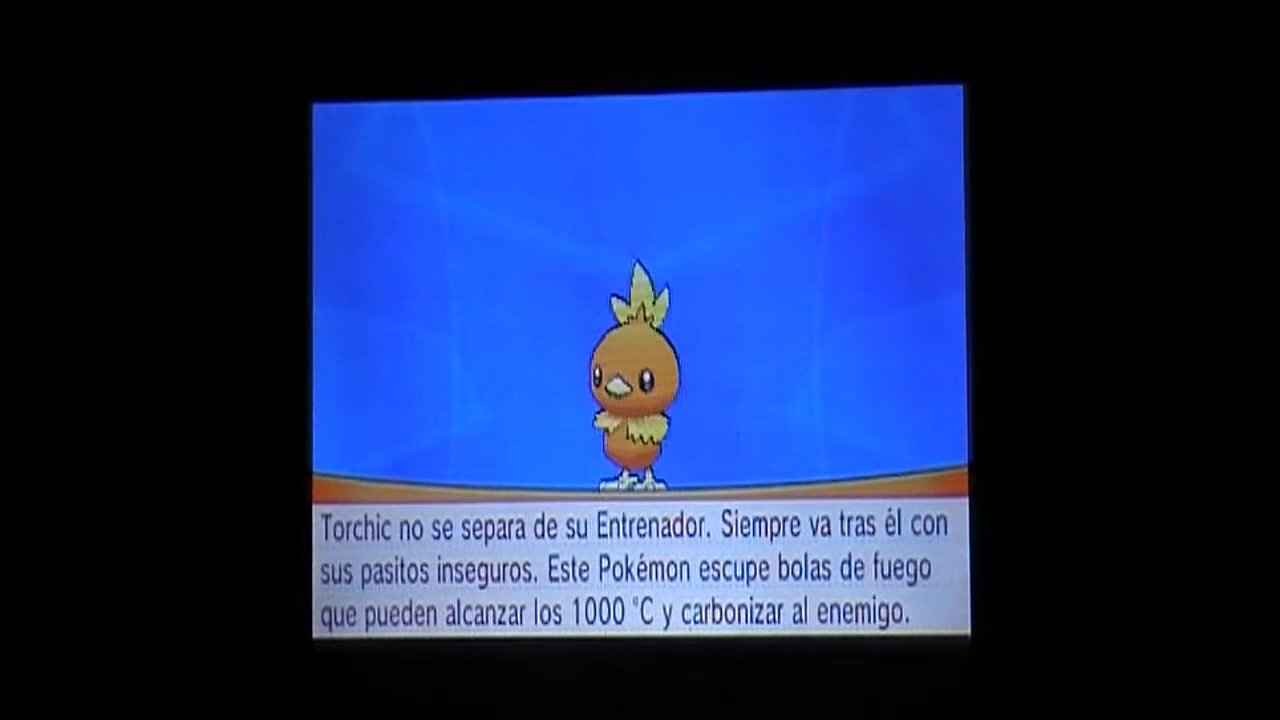 Torchic no se separa de su Entrenador. Siempre va tras él con
sus pasitos inseguros. Este Pokémon escupe bolas de fuego
que pueden alcanzar los 1000 °C y carbonizar al enemigo.